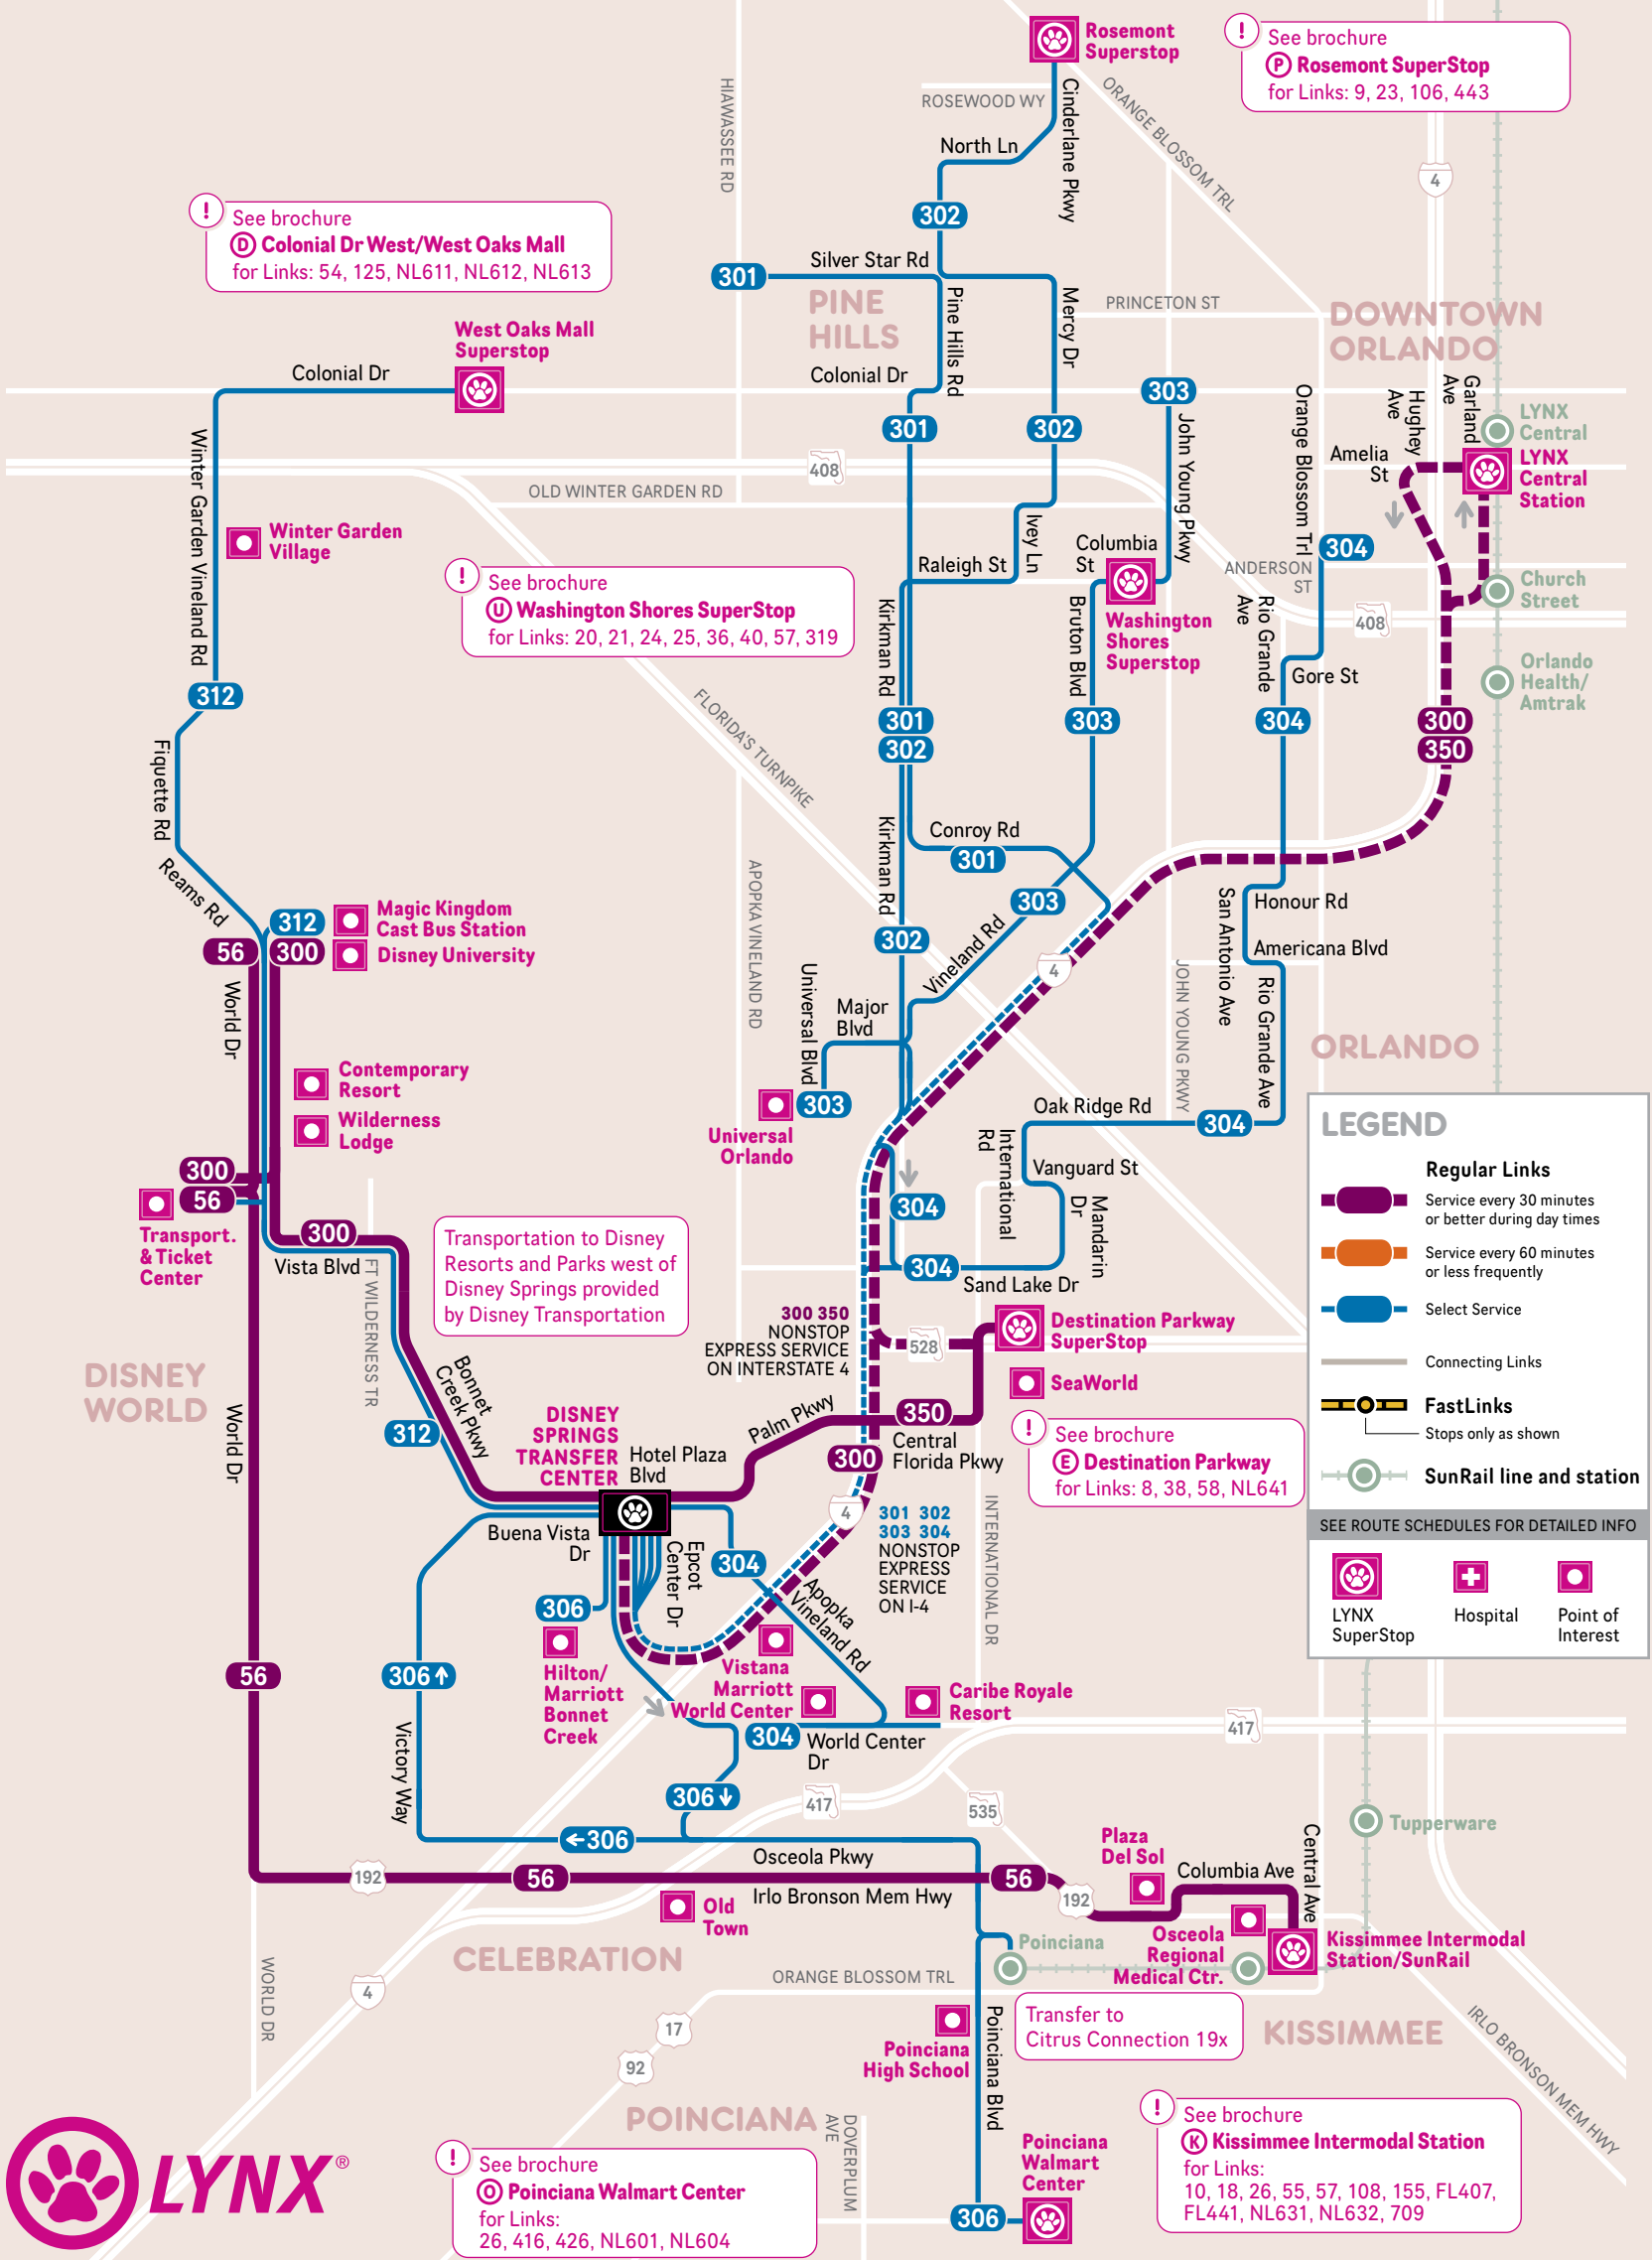 Rosemont
Superstop
!
See brochure
P Rosemont SuperStop
for Links: 9, 23, 106, 443
HIAWASSEE RD
ROSEWOOD WY
Cinderlane Pkwy
ORANGE BLOSSOM TRL
North Ln
4
302
!
See brochure
D Colonial Dr West/West Oaks Mall
for Links: 54, 125, NL611, NL612, NL613
Silver Star Rd
301
PINE
HILLS
Pine Hills Rd
Mercy Dr
PRINCETON ST
DOWNTOWN
ORLANDO
West Oaks Mall
Superstop
Colonial Dr
Colonial Dr
303
301
302
John Young Pkwy
Orange Blossom Trl
Hughey
Ave
Garland
Ave
LYNX
Central
Amelia
St
LYNX
Central
Station
Winter Garden Vineland Rd
408
OLD WINTER GARDEN RD
Winter Garden
Village
Ivey Ln
Raleigh St
Columbia
St
304
ANDERSON
ST
Church
Street
!
See brochure
U Washington Shores SuperStop
for Links: 20, 21, 24, 25, 36, 40, 57, 319
Kirkman Rd
Bruton Blvd
Washington
Shores
Superstop
Rio Grande
Ave
408
Gore St
Orlando
Health/
Amtrak
312
FLORIDA'S TURNPIKE
301
302
303
304
300
350
Fiquette Rd
Kirkman Rd
Conroy Rd
301
Reams Rd
APOPKA VINELAND RD
303
San Antonio Ave
Honour Rd
312
Magic Kingdom
Cast Bus Station
56
300
Disney University
302
Vineland Rd
Americana Blvd
4
World Dr
Universal Blvd
Major
Blvd
JOHN YOUNG PKWY
Rio Grande Ave
ORLANDO
Contemporary
Resort
Wilderness
Lodge
303
Universal
Orlando
Oak Ridge Rd
304
International
Rd
Vanguard St
Mandarin
Dr
300
56
Transport.
& Ticket
Center
304
300
Vista Blvd
FT WILDERNESS TR
Transportation to Disney
Resorts and Parks west of
Disney Springs provided
by Disney Transportation
304
Sand Lake Dr
300 350
NONSTOP
EXPRESS SERVICE
ON INTERSTATE 4
528
Destination Parkway
SuperStop
SeaWorld
LEGEND
Regular Links
Service every 30 minutes
or better during day times
Service every 60 minutes
or less frequently
Select Service
Connecting Links
FastLinks
Stops only as shown
SunRail line and station
SEE ROUTE SCHEDULES FOR DETAILED INFO
LYNX
SuperStop
Hospital
Point of
Interest
DISNEY
WORLD
World Dr
Bonnet
Creek Pkwy
312
DISNEY
SPRINGS
TRANSFER
CENTER
Hotel Plaza
Blvd
Palm Pkwy
350
Central
Florida Pkwy
300
!
See brochure
E Destination Parkway
for Links: 8, 38, 58, NL641
INTERNATIONAL DR
4
301 302
303 304
NONSTOP
EXPRESS
SERVICE
ON I-4
Buena Vista
Dr
Epcot
Center Dr
304
Apopka
Vineland Rd
306
Hilton/
Marriott
Bonnet
Creek
Vistana
Marriott
World Center
Caribe Royale
Resort
56
306
304
World Center
Dr
417
Victory Way
306
417
535
306
Osceola Pkwy
Tupperware
Plaza
Del Sol
Columbia Ave
Central Ave
192
56
Irlo Bronson Mem Hwy
56
192
Old
Town
Osceola
Regional
Medical Ctr.
Kissimmee Intermodal
Station/SunRail
CELEBRATION
Poinciana
WORLD DR
4
ORANGE BLOSSOM TRL
17
92
Poinciana
High School
Poinciana Blvd
Transfer to
Citrus Connection 19x
KISSIMMEE
IRLO BRONSON MEM HWY
POINCIANA
DOVERPLUM
AVE
Poinciana
Walmart
Center
306
!
See brochure
K Kissimmee Intermodal Station
for Links:
10, 18, 26, 55, 57, 108, 155, FL407,
FL441, NL631, NL632, 709
!
See brochure
O Poinciana Walmart Center
for Links:
26, 416, 426, NL601, NL604
LYNX®